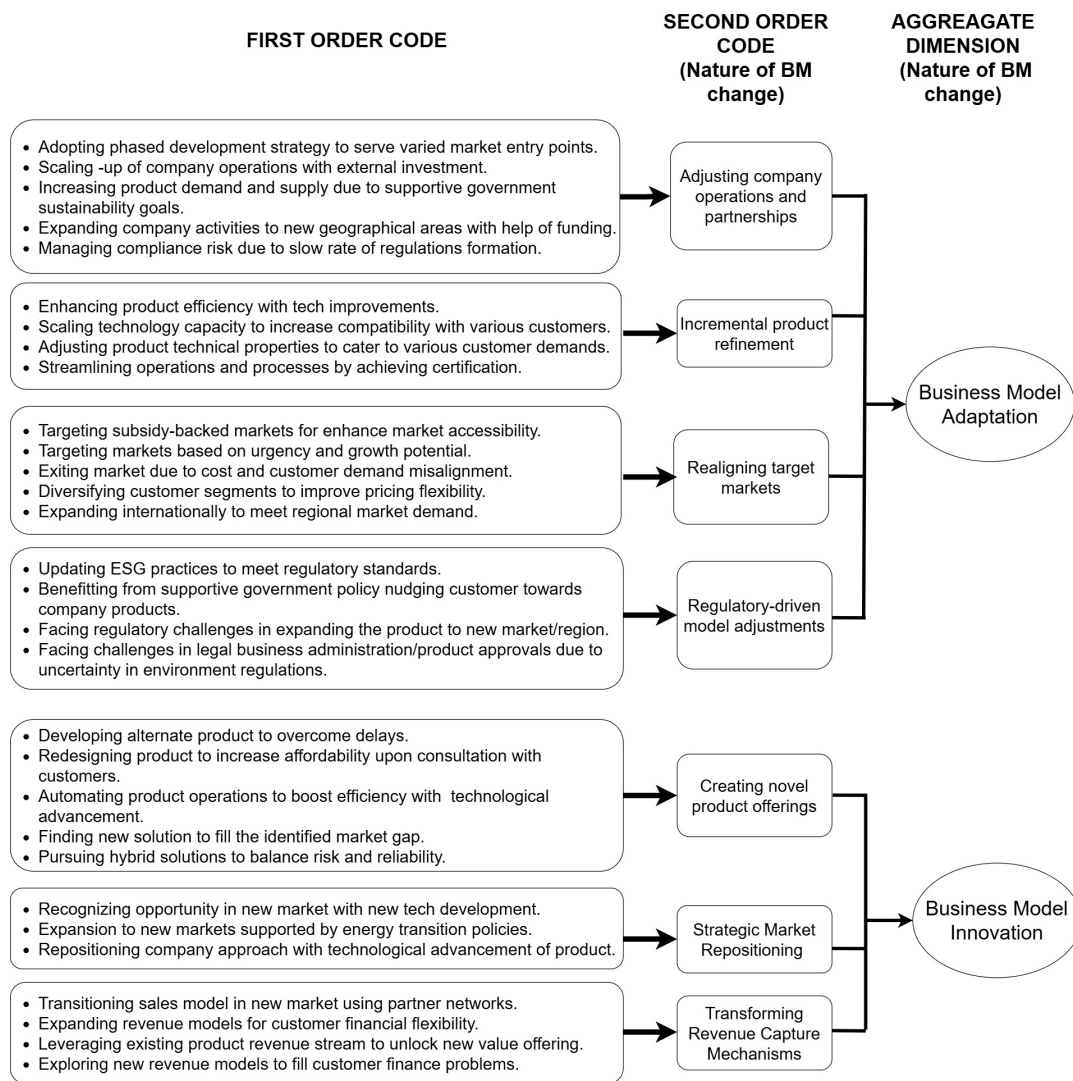 FIRST ORDER CODE
SECOND ORDER
CODE
(Nature of BM
change)
AGGREAGATE
DIMENSION
(Nature of BM
change)
• Adopting phased development strategy to serve varied market entry points.
• Scaling -up of company operations with external investment.
• Increasing product demand and supply due to supportive government
sustainability goals.
• Expanding company activities to new geographical areas with help of funding.
• Managing compliance risk due to slow rate of regulations formation.
Adjusting company
operations and
partnerships
• Enhancing product efficiency with tech improvements.
• Scaling technology capacity to increase compatibility with various customers.
• Adjusting product technical properties to cater to various customer demands.
• Streamlining operations and processes by achieving certification.
Incremental product
refinement
• Targeting subsidy-backed markets for enhance market accessibility.
• Targeting markets based on urgency and growth potential.
• Exiting market due to cost and customer demand misalignment.
• Diversifying customer segments to improve pricing flexibility.
• Expanding internationally to meet regional market demand.
Realigning target
markets
• Updating ESG practices to meet regulatory standards.
• Benefitting from supportive government policy nudging customer towards
company products.
• Facing regulatory challenges in expanding the product to new market/region.
• Facing challenges in legal business administration/product approvals due to
uncertainty in environment regulations.
Regulatory-driven
model adjustments
Business Model
Adaptation
• Developing alternate product to overcome delays.
• Redesigning product to increase affordability upon consultation with
customers.
• Automating product operations to boost efficiency with technological
advancement.
• Finding new solution to fill the identified market gap.
• Pursuing hybrid solutions to balance risk and reliability.
Creating novel
product offerings
• Recognizing opportunity in new market with new tech development.
• Expansion to new markets supported by energy transition policies.
• Repositioning company approach with technological advancement of product.
Strategic Market
Repositioning
• Transitioning sales model in new market using partner networks.
• Expanding revenue models for customer financial flexibility.
• Leveraging existing product revenue stream to unlock new value offering.
• Exploring new revenue models to fill customer finance problems.
Transforming
Revenue Capture
Mechanisms
Business Model
Innovation